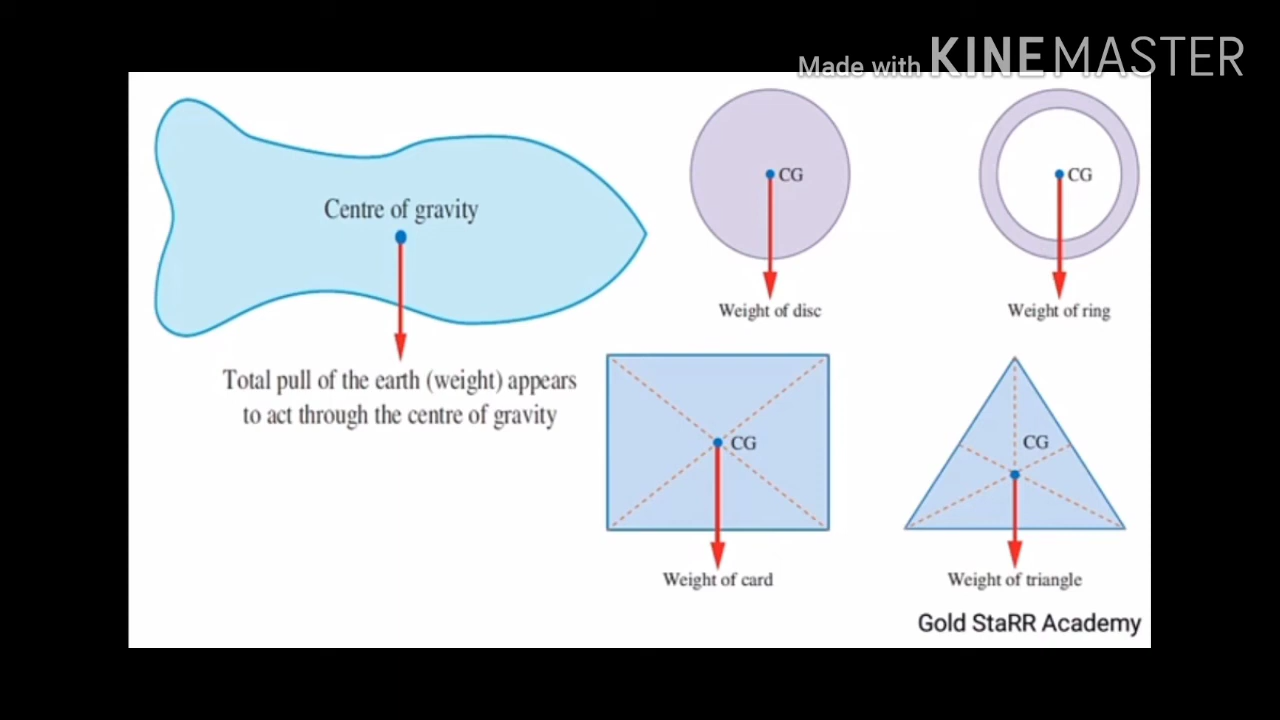 Made with KINEMASTER
Centre of gravity
Total pull of the earth (weight) appears
to act through the centre of gravity
CG
Weight of disc
CG
Weight of ring
CG
Weight of card
CG
Weight of triangle
Gold StaRR Academy